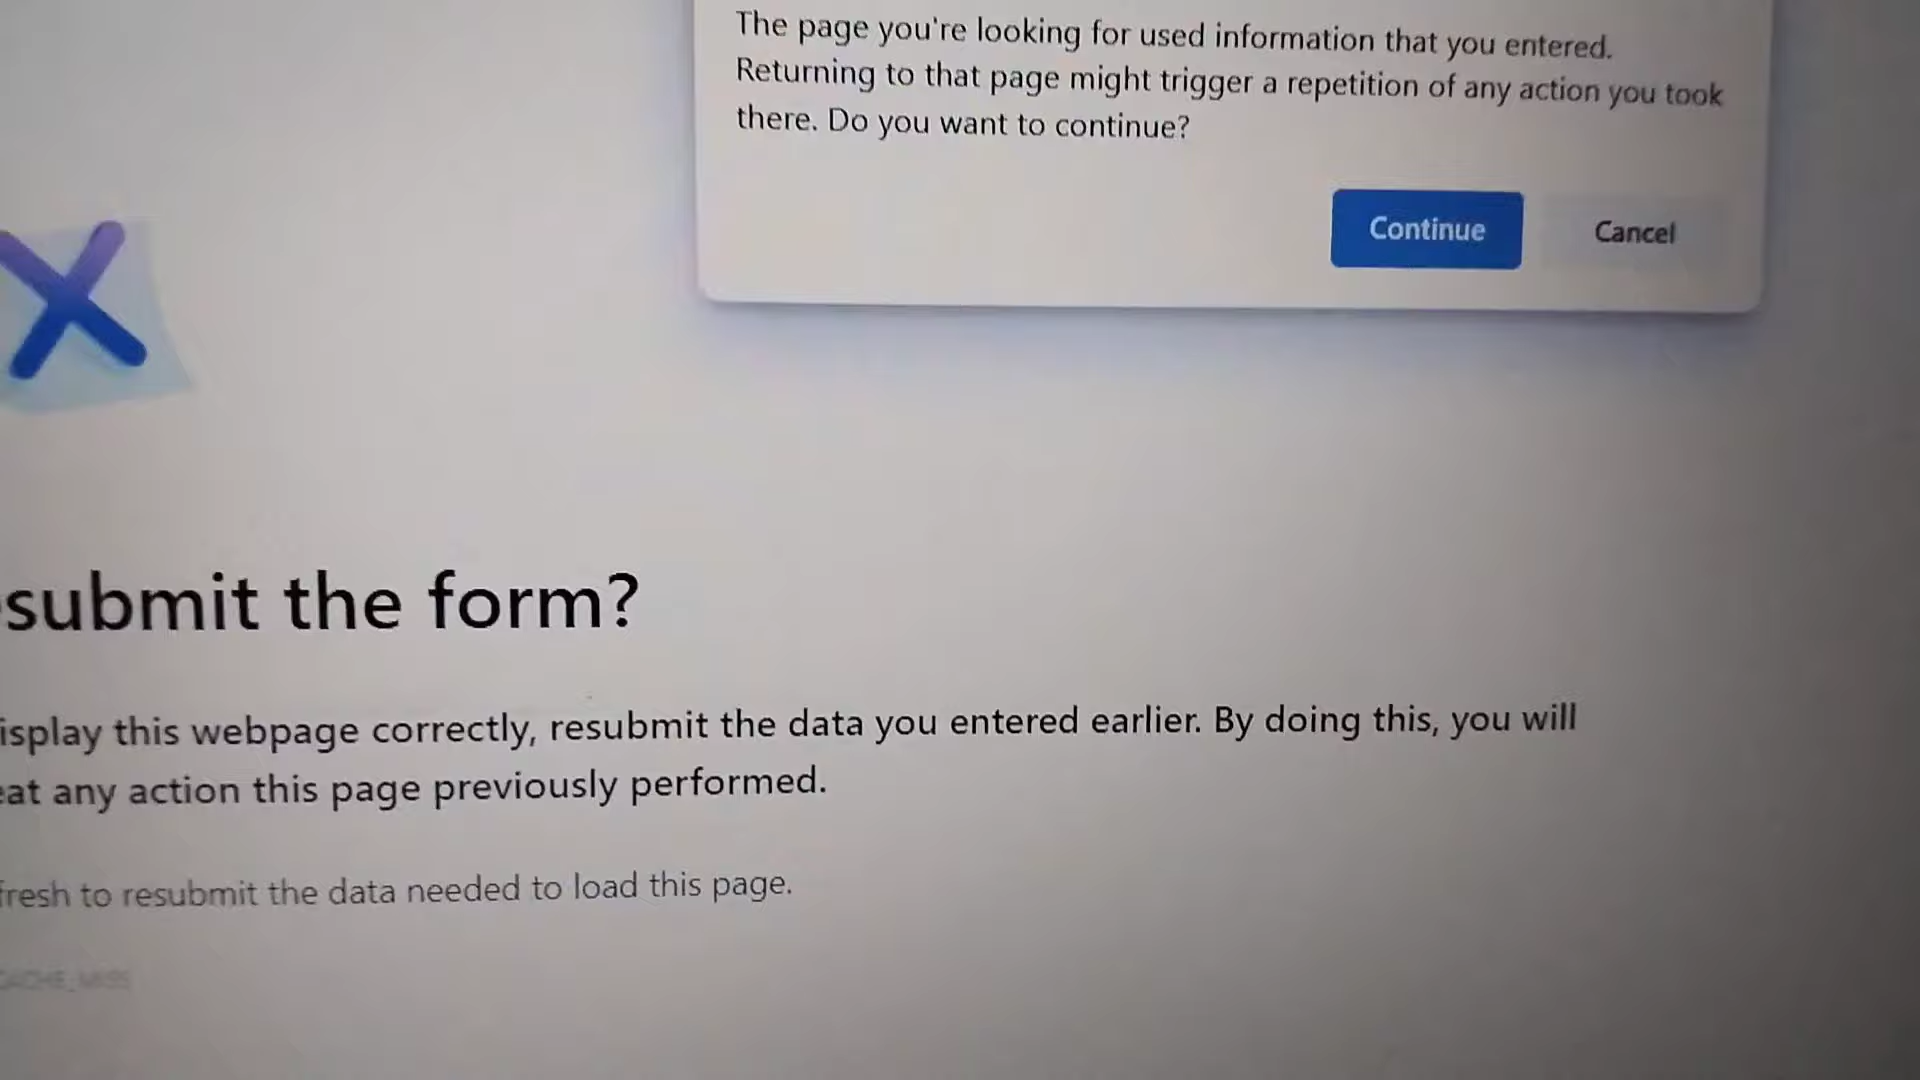 The page you're looking for used information that you entered.
Returning to that page might trigger a repetition of any action you took
there. Do you want to continue?
Continue
Cancel
submit the form?
isplay this webpage correctly, resubmit the data you entered earlier. By doing this, you will
eat any action this page previously performed.
fresh to resubmit the data needed to load this page.
CACHE_MISS